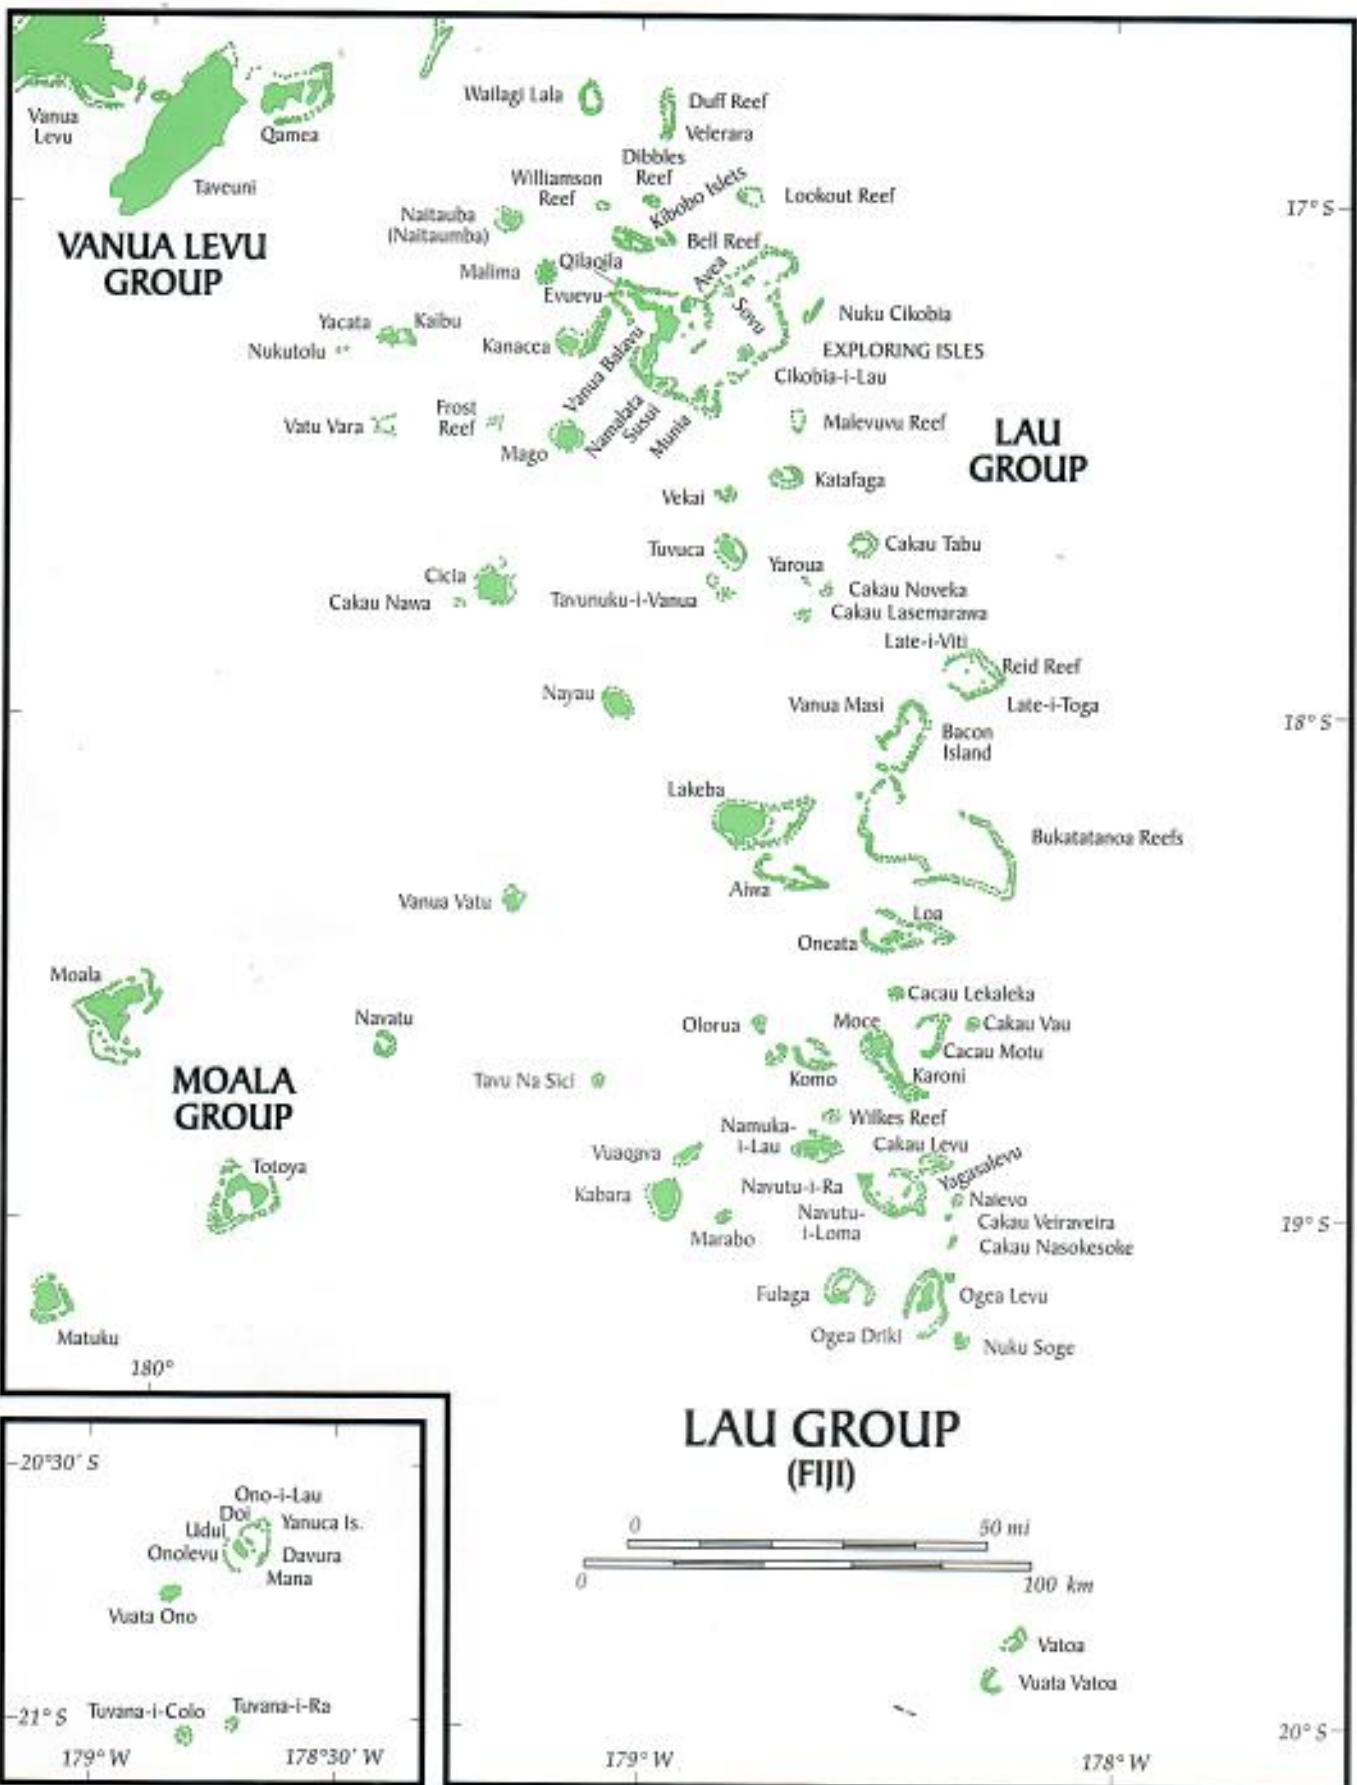 Vanua
Levu
Qamea
Taveuni
VANUA LEVU
GROUP
Wailagi Lala
Duff Reef
Velerara
Dibbles
Reef
Williamson
Reef
Kibobo Islets
Lookout Reef
17° S
Naitauba
(Naitaumba)
Bell Reef
Malima
Qilaqila
Avea
Evuevu
Sovu
Nuku Cikobia
Yacata
Kaibu
Nukutolu
Kanacea
EXPLORING ISLES
Vanua Balavu
Cikobia-i-Lau
Vatu Vara
Frost
Reef
Namalata
Susui
Munia
Malevuvu Reef
Mago
LAU
GROUP
Katafaga
Vekai
Tuvuca
Cakau Tabu
Yaroua
Cicia
Cakau Nawa
Tavunuku-i-Vanua
Cakau Noveka
Cakau Lasemarawa
Late-i-Viti
Reid Reef
Nayau
Vanua Masi
Late-i-Toga
18° S
Bacon
Island
Lakeba
Bukatatanoa Reefs
Aiwa
Vanua Vatu
Loa
Oneata
Moala
Cacau Lekaleka
Navatu
Olorua
Moce
Cakau Vau
Cacau Motu
MOALA
GROUP
Tavu Na Sici
Komo
Karoni
Wilkes Reef
Namuka-
i-Lau
Cakau Levu
Vuaqava
Yagasalevu
Totoya
Kabara
Navutu-i-Ra
Naievo
Navutu-
i-Loma
Cakau Veiraveira
19° S
Marabo
Cakau Nasokesoke
Fulaga
Ogea Levu
Matuku
Ogea Driki
Nuku Soge
180°
LAU GROUP
(FIJI)
0
50 mi
0
100 km
Vatoa
Vuata Vatoa
20° S
179° W
178° W
20°30' S
Ono-i-Lau
Doi
Yanuca Is.
Udui
Onolevu
Davura
Mana
Vuata Ono
21° S
Tuvana-i-Colo
Tuvana-i-Ra
179° W
178°30' W